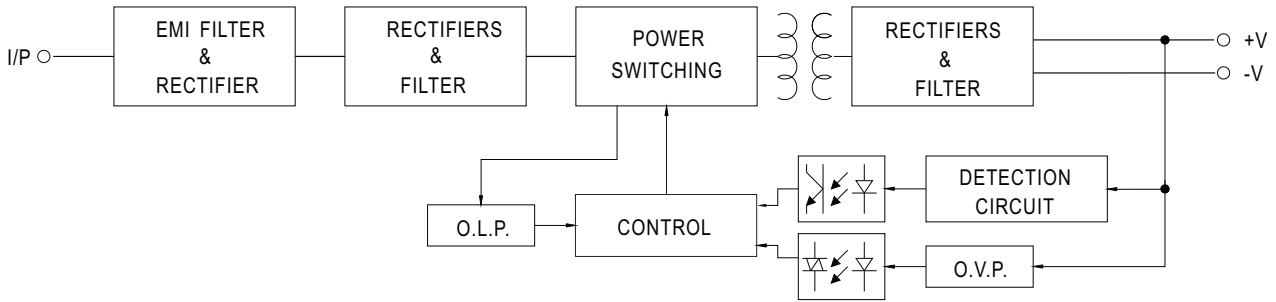 I/P
EMI FILTER
&
RECTIFIER
RECTIFIERS
&
FILTER
POWER
SWITCHING
RECTIFIERS
&
FILTER
+V
-V
DETECTION
CIRCUIT
O.L.P.
CONTROL
O.V.P.